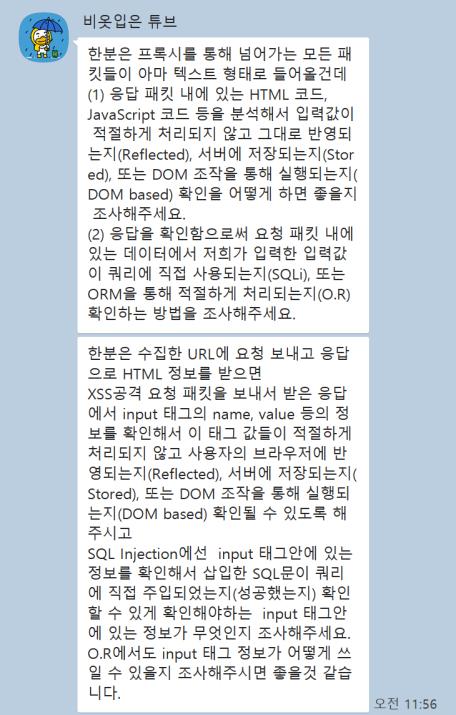 비옷입은 튜브
한분은 프록시를 통해 넘어가는 모든 패
킷들이 아마 텍스트 형태로 들어올건데
(1) 응답 패킷 내에 있는 HTML 코드,
JavaScript 코드 등을 분석해서 입력값이
적절하게 처리되지 않고 그대로 반영되
는지(Reflected), 서버에 저장되는지(Stor
ed), 또는 DOM 조작을 통해 실행되는지(
DOM based) 확인을 어떻게 하면 좋을지
조사해주세요.
(2) 응답을 확인함으로써 요청 패킷 내에
있는 데이터에서 저희가 입력한 입력값
이 쿼리에 직접 사용되는지(SQLi), 또는
ORM을 통해 적절하게 처리되는지(O.R)
확인하는 방법을 조사해주세요.
한분은 수집한 URL에 요청 보내고 응답
으로 HTML 정보를 받으면
XSS공격 요청 패킷을 보내서 받은 응답
에서 input 태그의 name, value 등의 정
보를 확인해서 이 태그 값들이 적절하게
처리되지 않고 사용자의 브라우저에 반
영되는지(Reflected), 서버에 저장되는지(
Stored), 또는 DOM 조작을 통해 실행되
는지(DOM based) 확인될 수 있도록 해
주시고
SQL Injection에선 input 태그안에 있는
정보를 확인해서 삽입한 SQL문이 쿼리
에 직접 주입되었는지(성공했는지) 확인
할 수 있게 확인해야하는 input 태그안
에 있는 정보가 무엇인지 조사해주세요.
O.R에서도 input 태그 정보가 어떻게 쓰
일 수 있을지 조사해주시면 좋을것 같습
니다.
오전 11:56